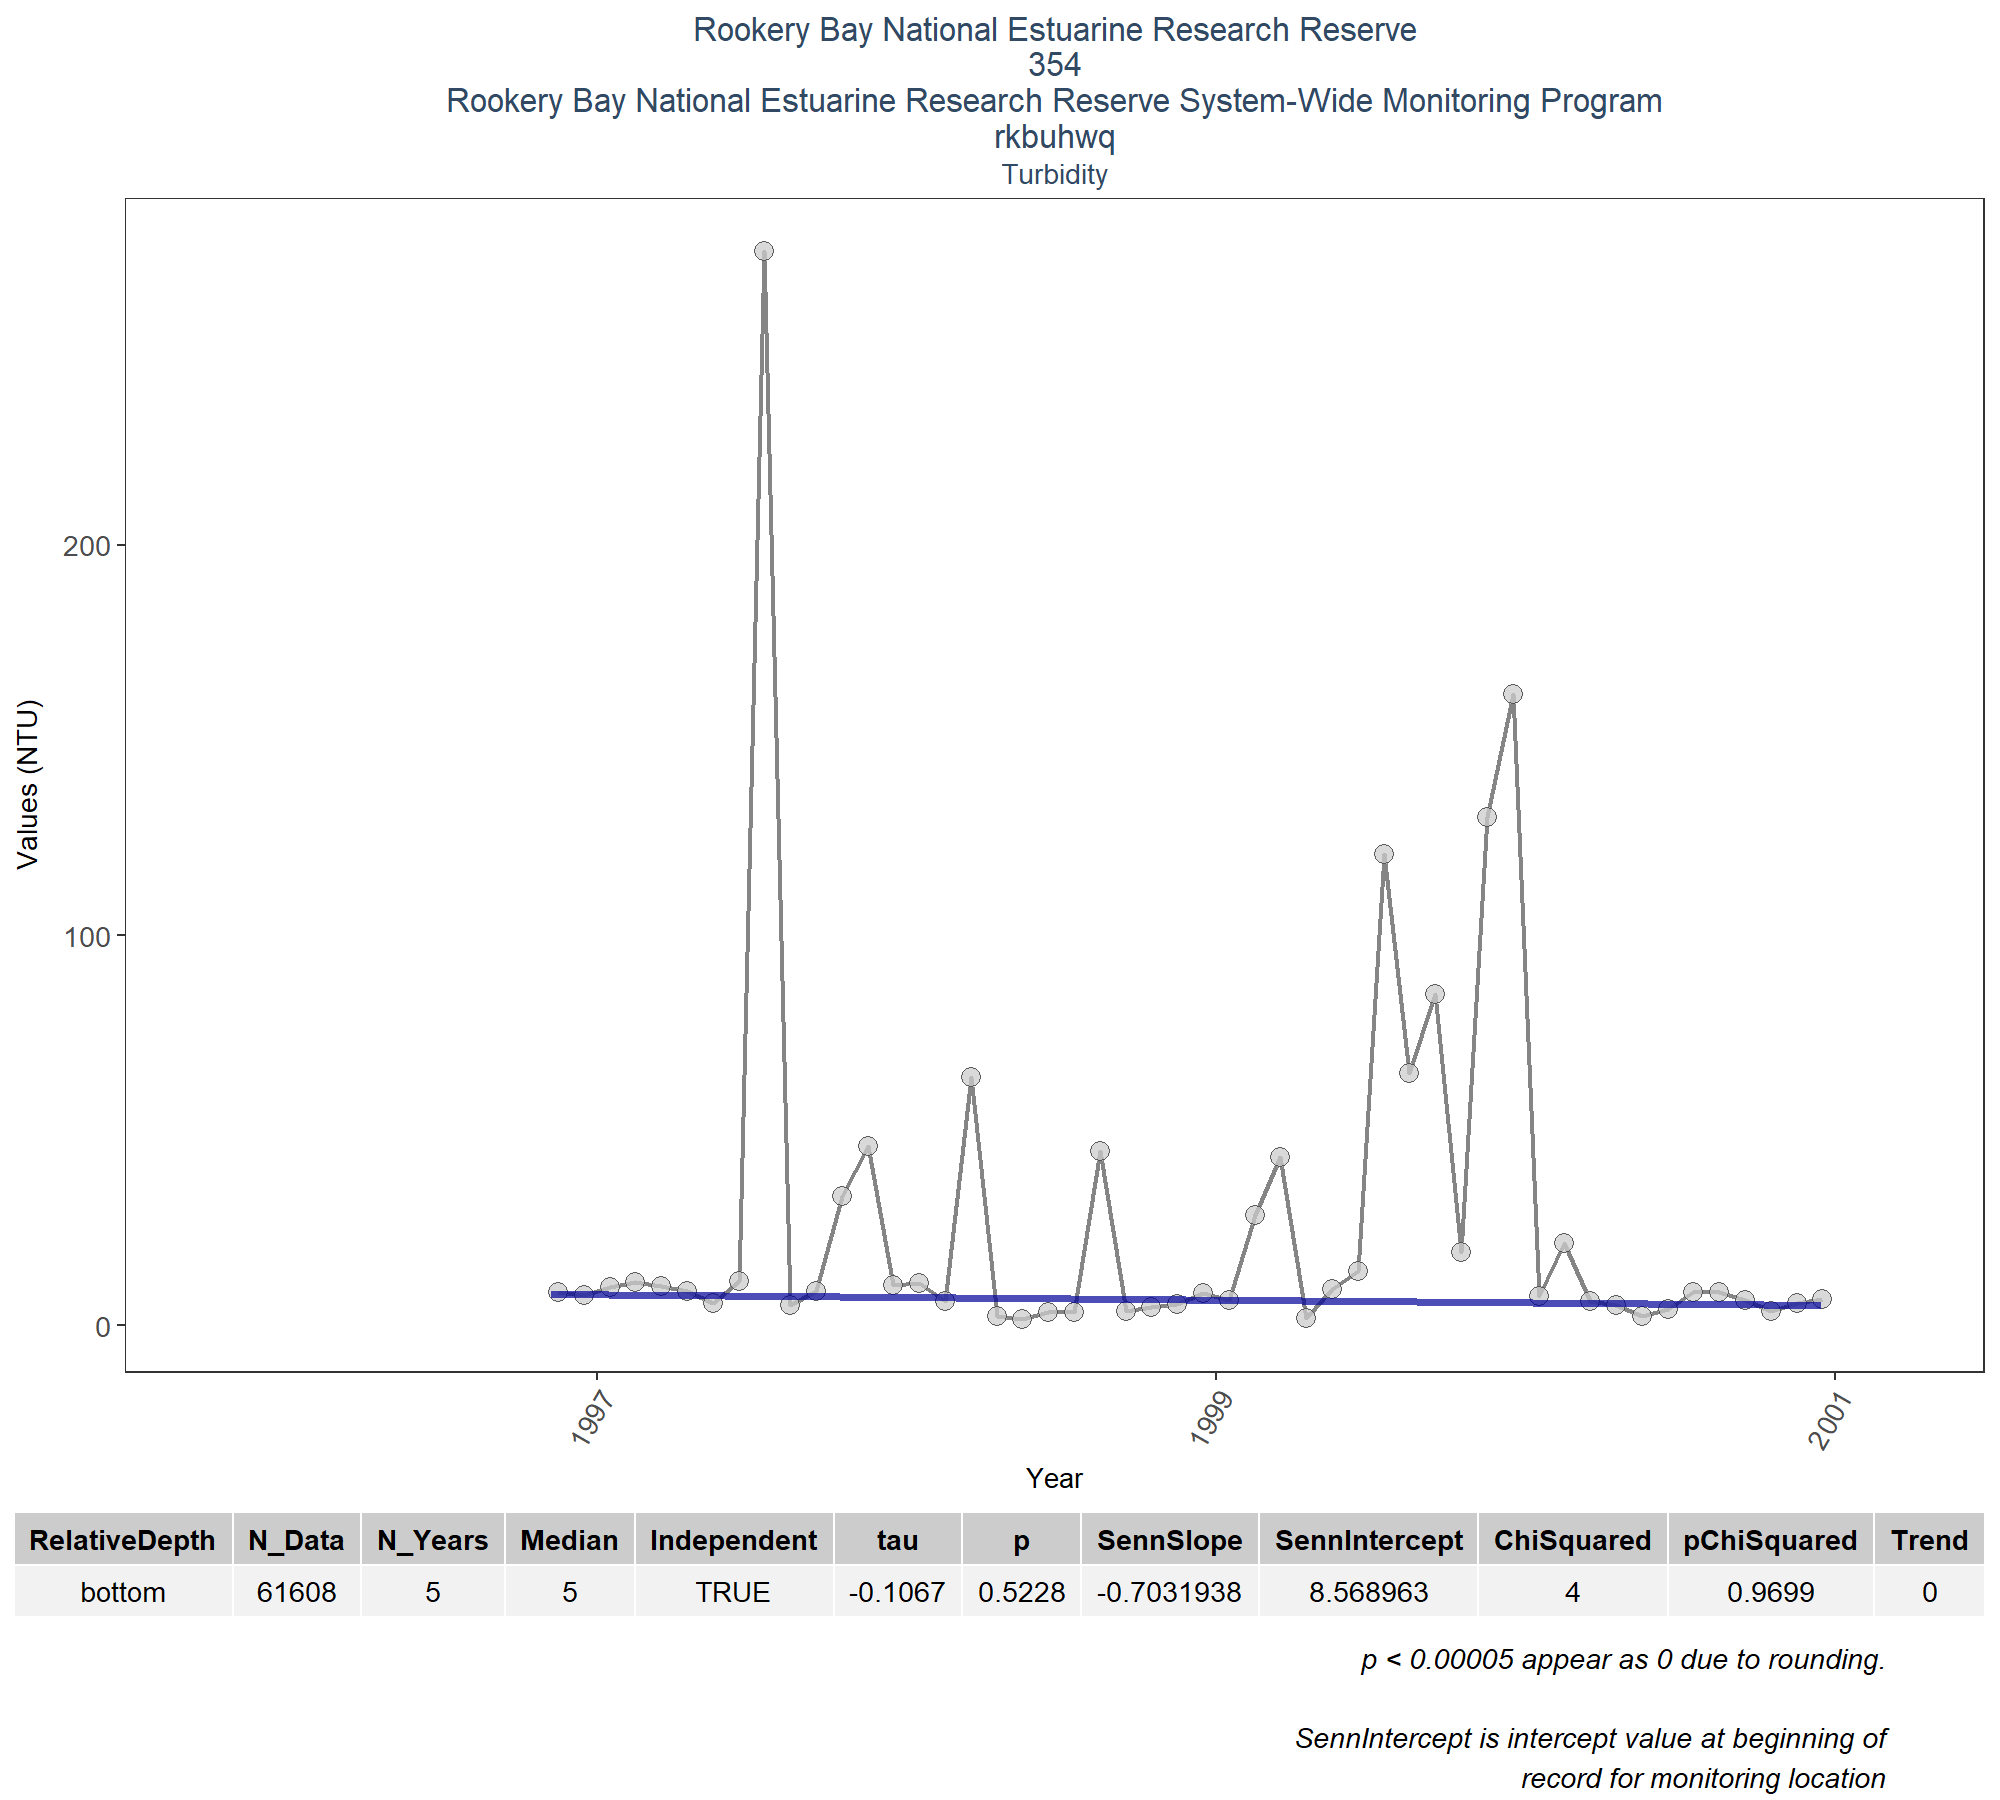 Rookery Bay National Estuarine Research Reserve
354
Rookery Bay National Estuarine Research Reserve System-Wide Monitoring Program
rkbuhwq
Turbidity
Values (NTU)
200
100
0
1997
1999
2001
Year
RelativeDepth N_Data N_Years Median Independent tau p SennSlope SennIntercept ChiSquared pChiSquared Trend
bottom 61608 5 5 TRUE -0.1067 0.5228 -0.7031938 8.568963 4 0.9699 0
p < 0.00005 appear as 0 due to rounding.
SennIntercept is intercept value at beginning of
record for monitoring location